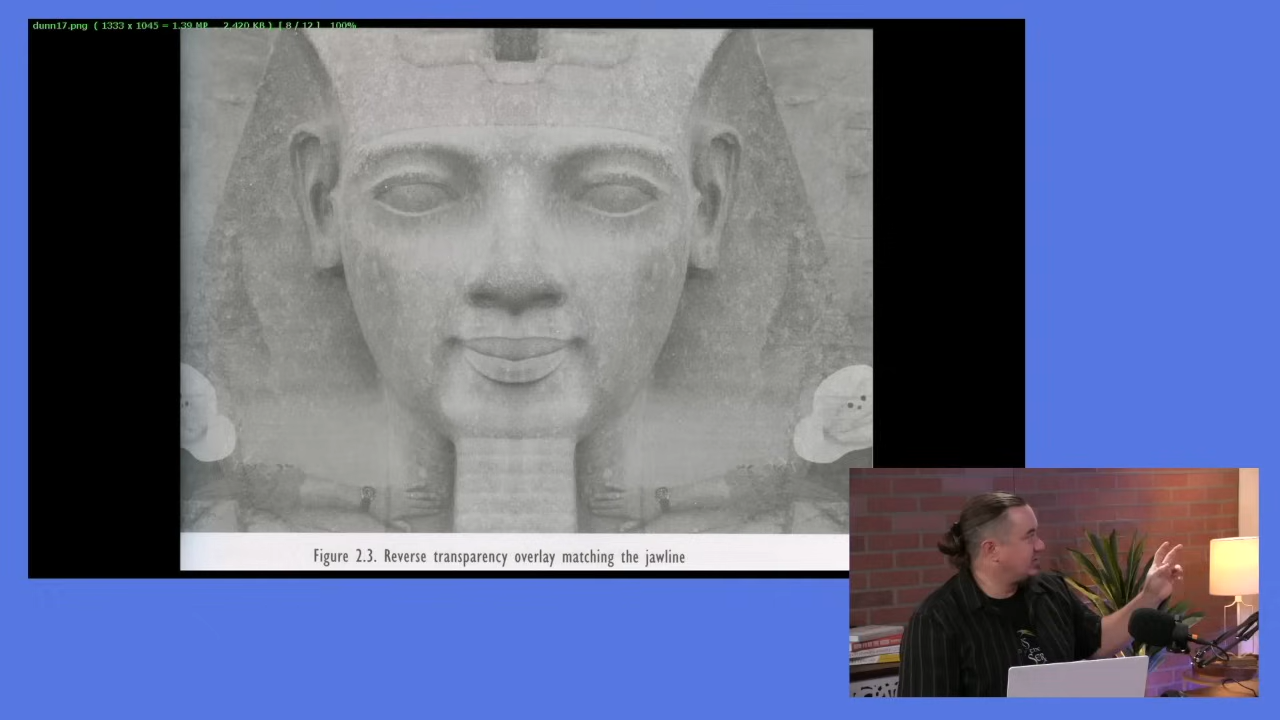 dunn17.png ( 1333 x 1045 = 1.39 MP 2,420 KB ) [ 8 / 12 ] 100%
Figure 2.3. Reverse transparency overlay matching the jawline